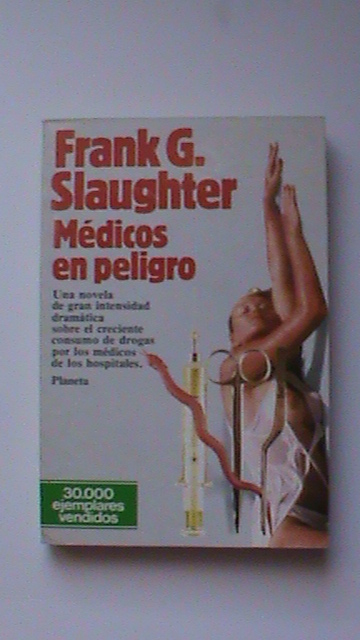 Frank G.
Slaughter
Médicos
en peligro
Una novela
de gran intensidad
dramática
sobre el creciente
consumo de drogas
por los médicos
de los hospitales.
Planeta
30.000
ejemplares
vendidos